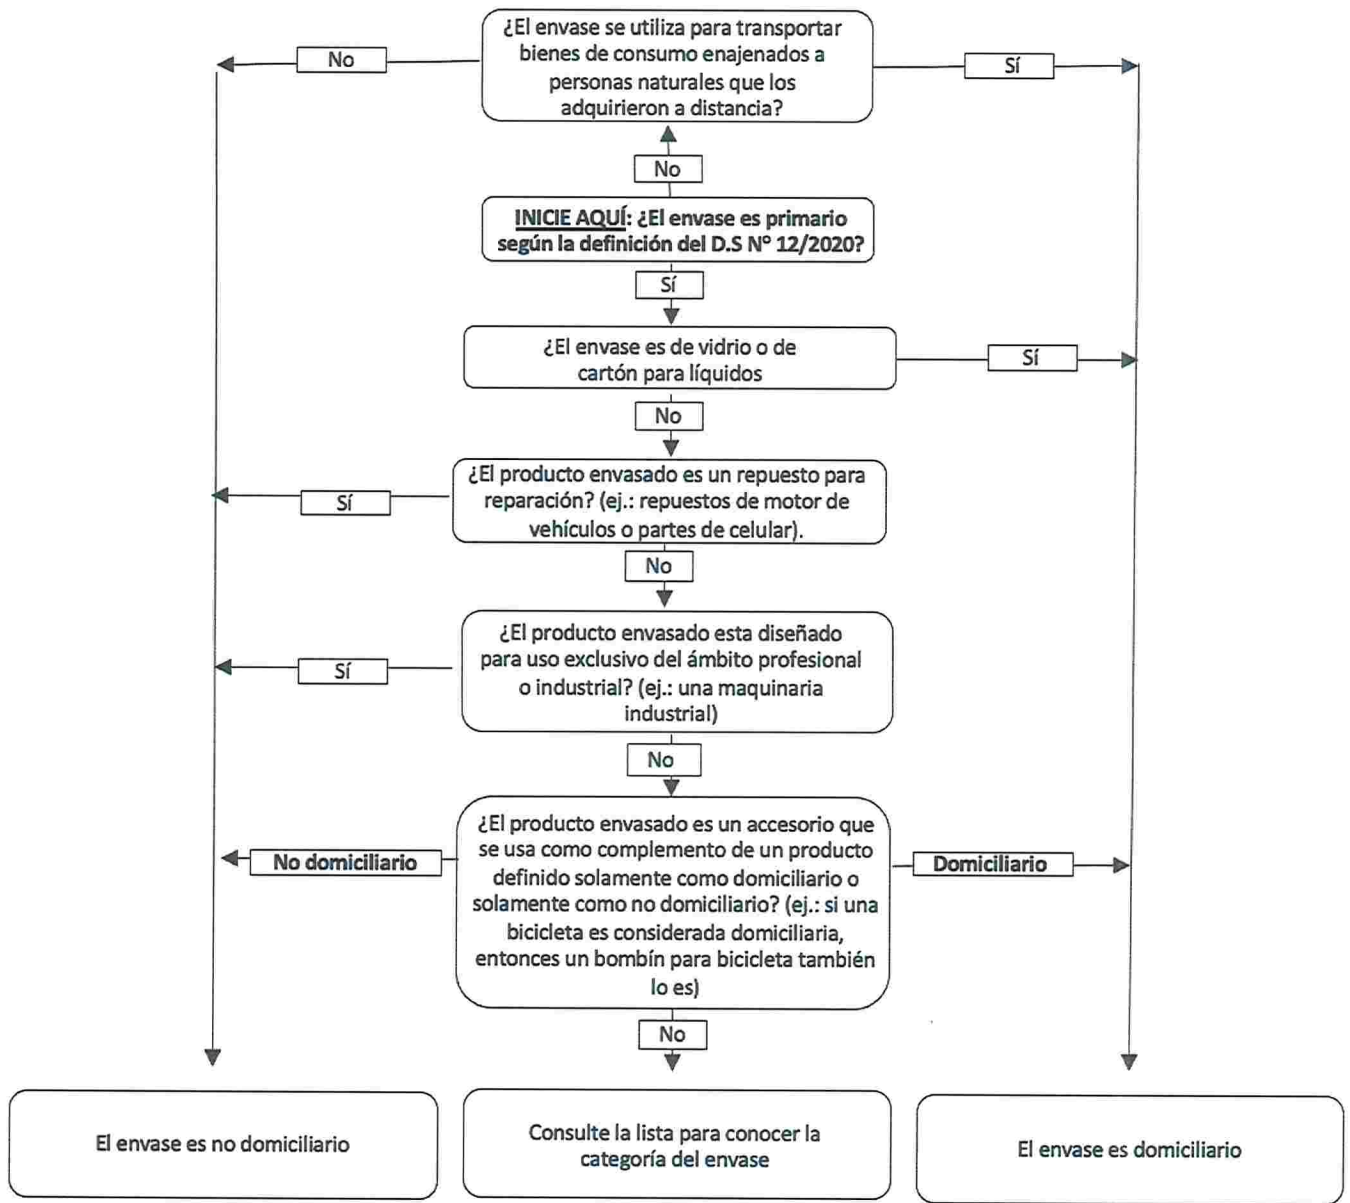 ¿El envase se utiliza para transportar
bienes de consumo enajenados a
personas naturales que los
adquirieron a distancia?
No
Sí
No
INICIE AQUÍ: ¿El envase es primario
según la definición del D.S N° 12/2020?
Sí
¿El envase es de vidrio o de
cartón para líquidos
Sí
No
¿El producto envasado es un repuesto para
reparación? (ej.: repuestos de motor de
vehículos o partes de celular).
Sí
No
¿El producto envasado esta diseñado
para uso exclusivo del ámbito profesional
o industrial? (ej.: una maquinaria
industrial)
Sí
No
¿El producto envasado es un accesorio que
se usa como complemento de un producto
definido solamente como domiciliario o
solamente como no domiciliario? (ej.: si una
bicicleta es considerada domiciliaria,
entonces un bombín para bicicleta también
lo es)
No domiciliario
Domiciliario
No
El envase es no domiciliario
Consulte la lista para conocer la
categoría del envase
El envase es domiciliario